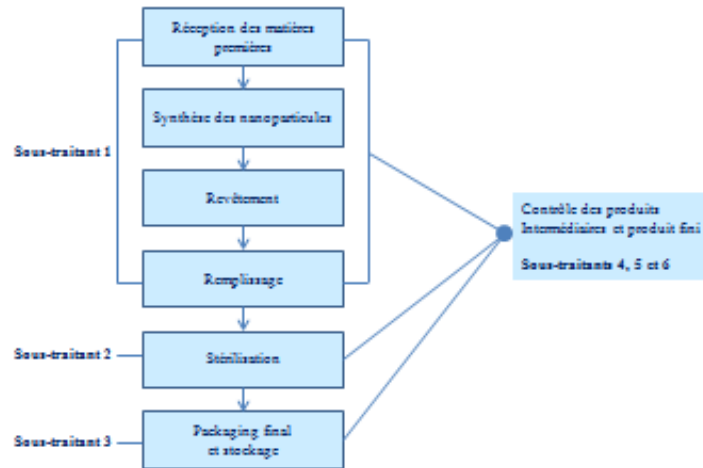 Réception des matières
premières
Synthèse des nanoparticules
Sous-traitant 1
Revêtement
Contrôle des produits
Intermédiaires et produit fini
Sous-traitants 4, 5 et 6
Remplissage
Sous-traitant 2
Stérilisation
Sous-traitant 3
Packaging final
et stockage